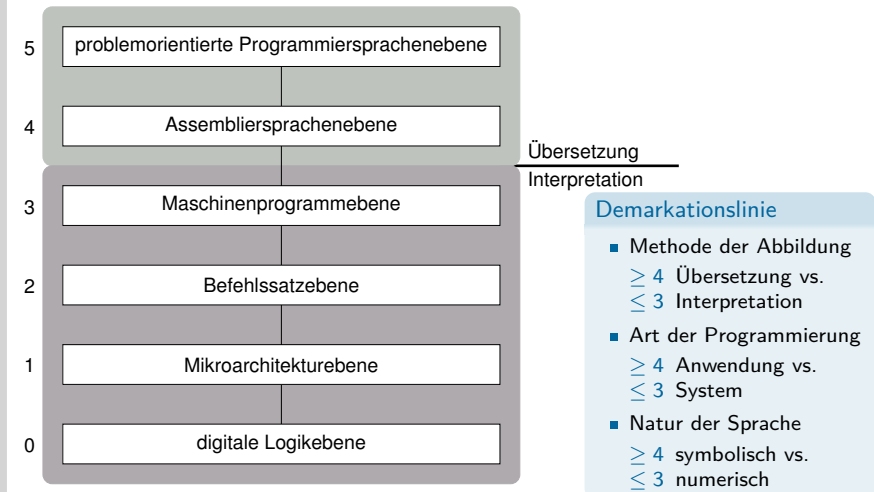 5 problemorientierte Programmiersprachenebene
4 Assembliersprachenebene
Übersetzung
Interpretation
3 Maschinenprogrammebene
2 Befehlssatzebene
1 Mikroarchitekturebene
0 digitale Logikebene
Demarkationslinie
Methode der Abbildung
≥ 4 Übersetzung vs.
≤ 3 Interpretation
Art der Programmierung
≥ 4 Anwendung vs.
≤ 3 System
Natur der Sprache
≥ 4 symbolisch vs.
≤ 3 numerisch